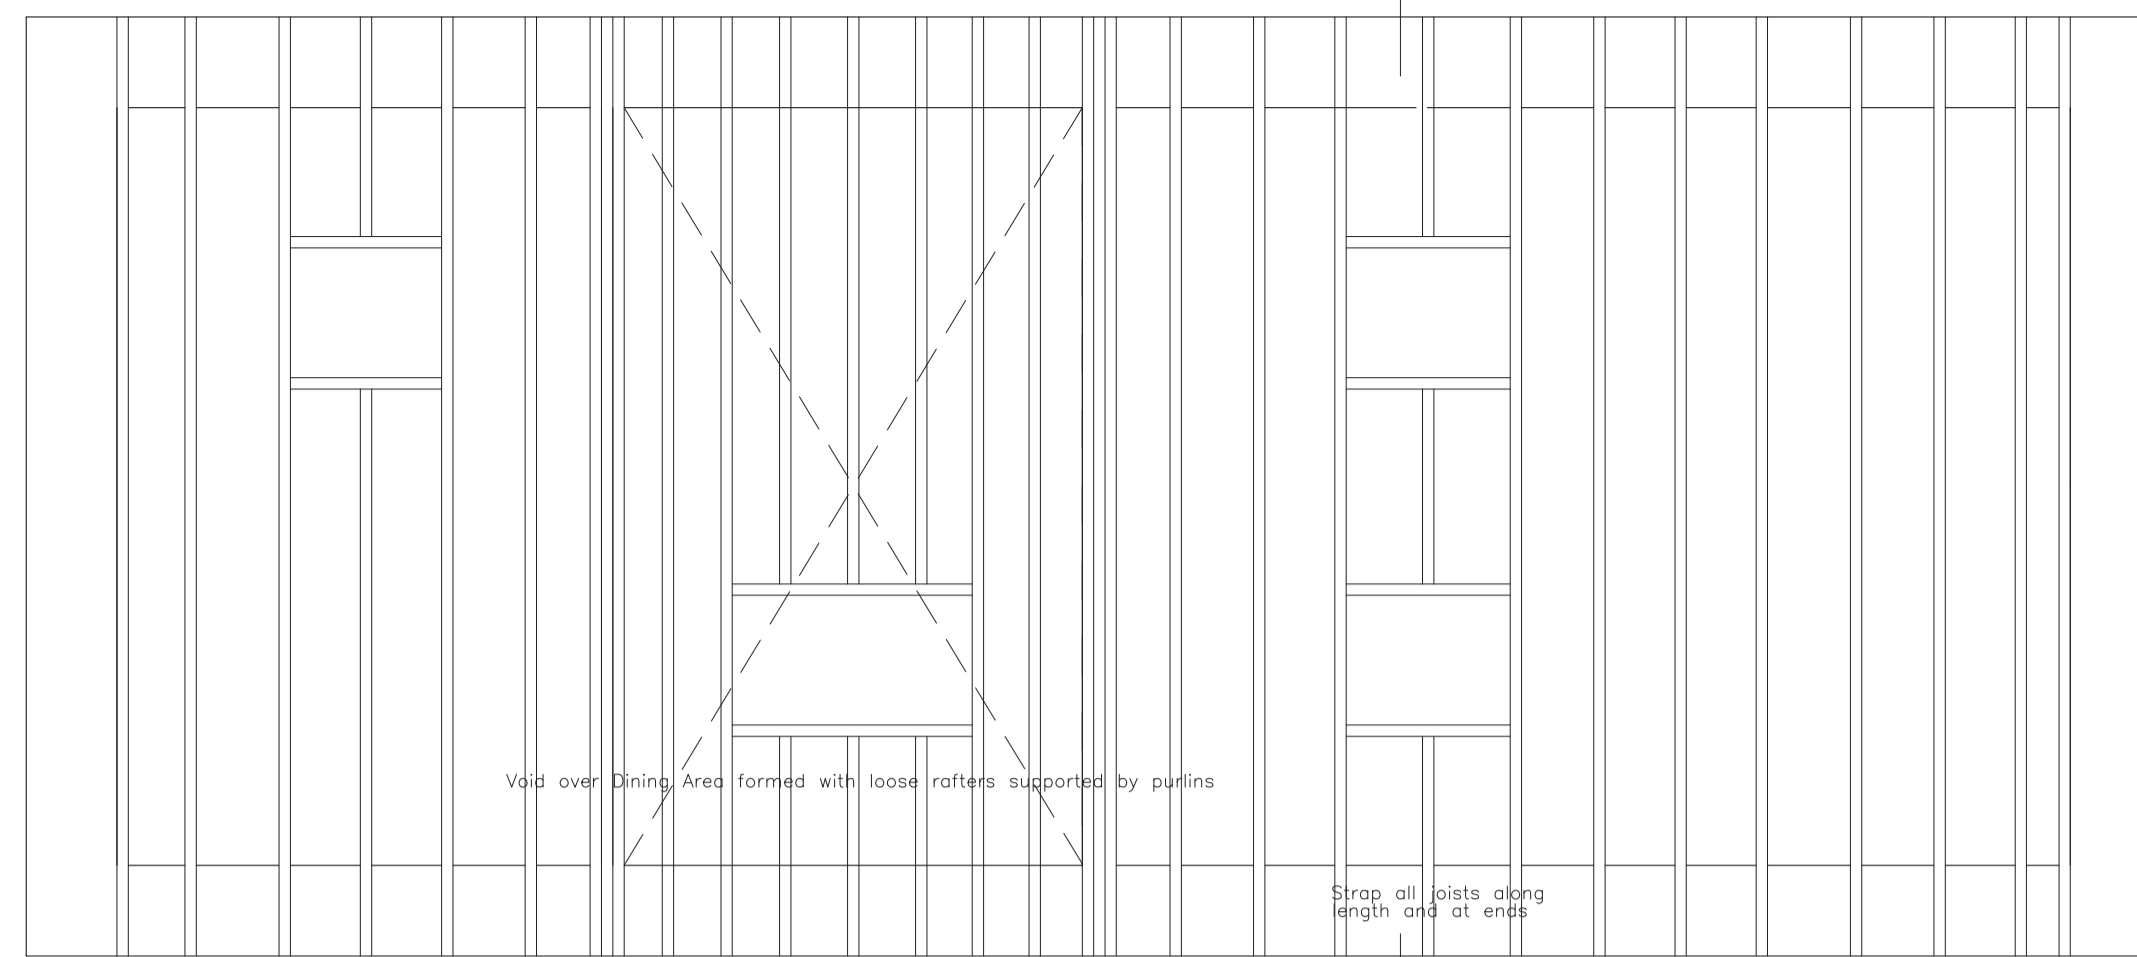 Void over Dining Area formed with loose rafters supported by purlins
Strap all joists along
length and at ends